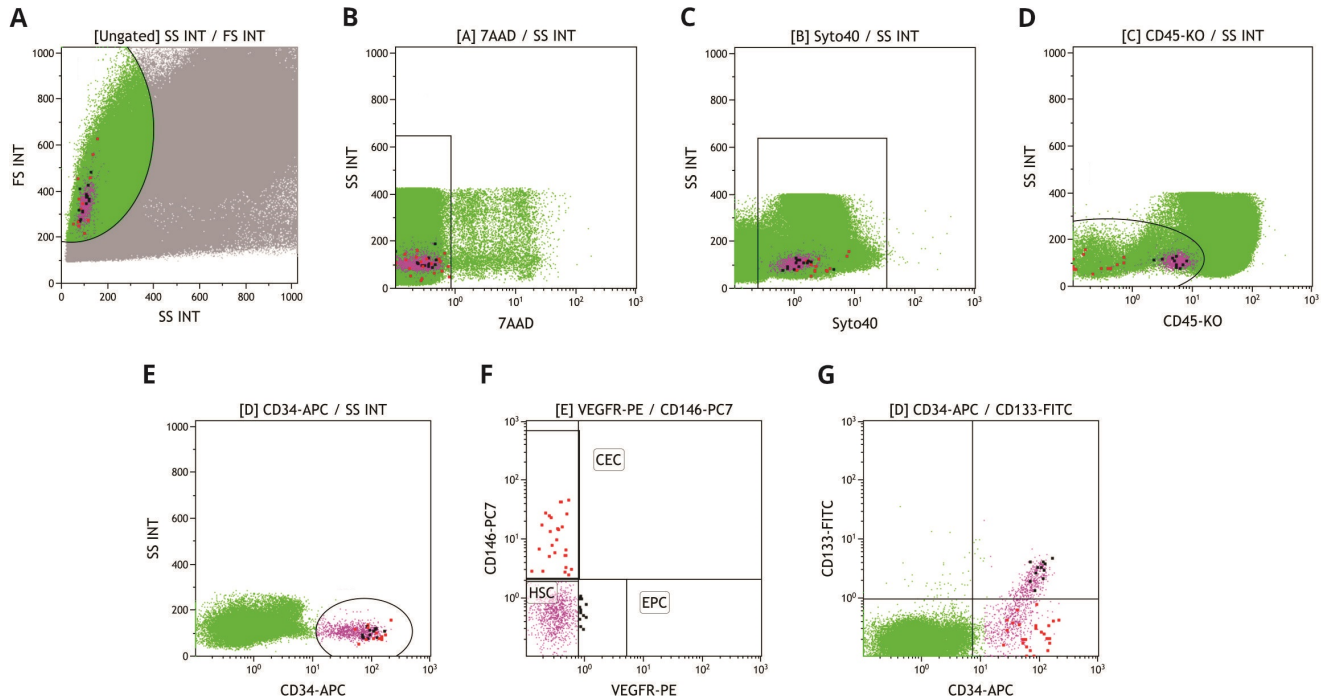 A
[Ungated] SS INT / FS INT
1000
800
600
400
200
0
FS INT
0 200 400 600 800 1000
SS INT
B
[A] 7AAD / SS INT
1000
800
600
400
200
0
SS INT
10⁰ 10¹ 10² 10³
7AAD
C
[B] Syto40 / SS INT
1000
800
600
400
200
0
SS INT
10⁰ 10¹ 10² 10³
Syto40
D
[C] CD45-KO / SS INT
1000
800
600
400
200
0
SS INT
10⁰ 10¹ 10² 10³
CD45-KO
E
[D] CD34-APC / SS INT
1000
800
600
400
200
0
SS INT
10⁰ 10¹ 10² 10³
CD34-APC
F
[E] VEGFR-PE / CD146-PC7
10³
10²
10¹
10⁰
CD146-PC7
CEC
HSC
EPC
10⁰ 10¹ 10² 10³
VEGFR-PE
G
[D] CD34-APC / CD133-FITC
10³
10²
10¹
10⁰
CD133-FITC
10⁰ 10¹ 10² 10³
CD34-APC